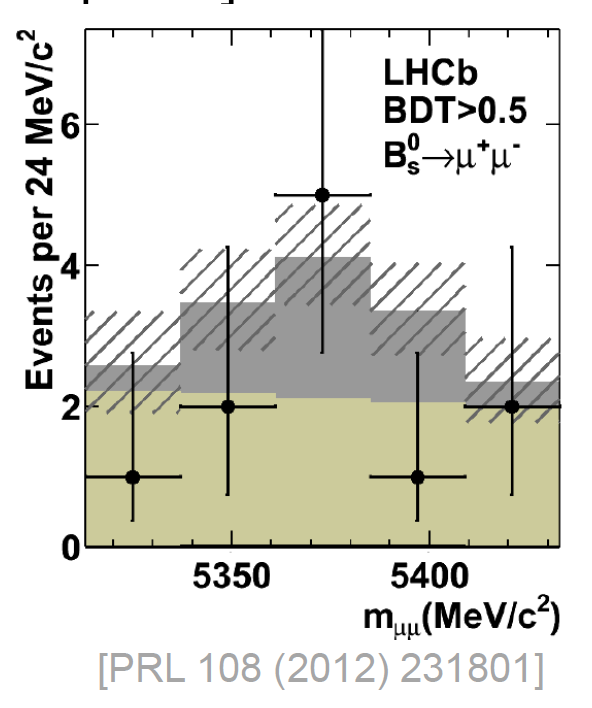 LHCb
BDT>0.5
B⁰ₛ→μ⁺μ⁻
Events per 24 MeV/c²
6
4
2
0
5350 5400
m_μμ(MeV/c²)
[PRL 108 (2012) 231801]